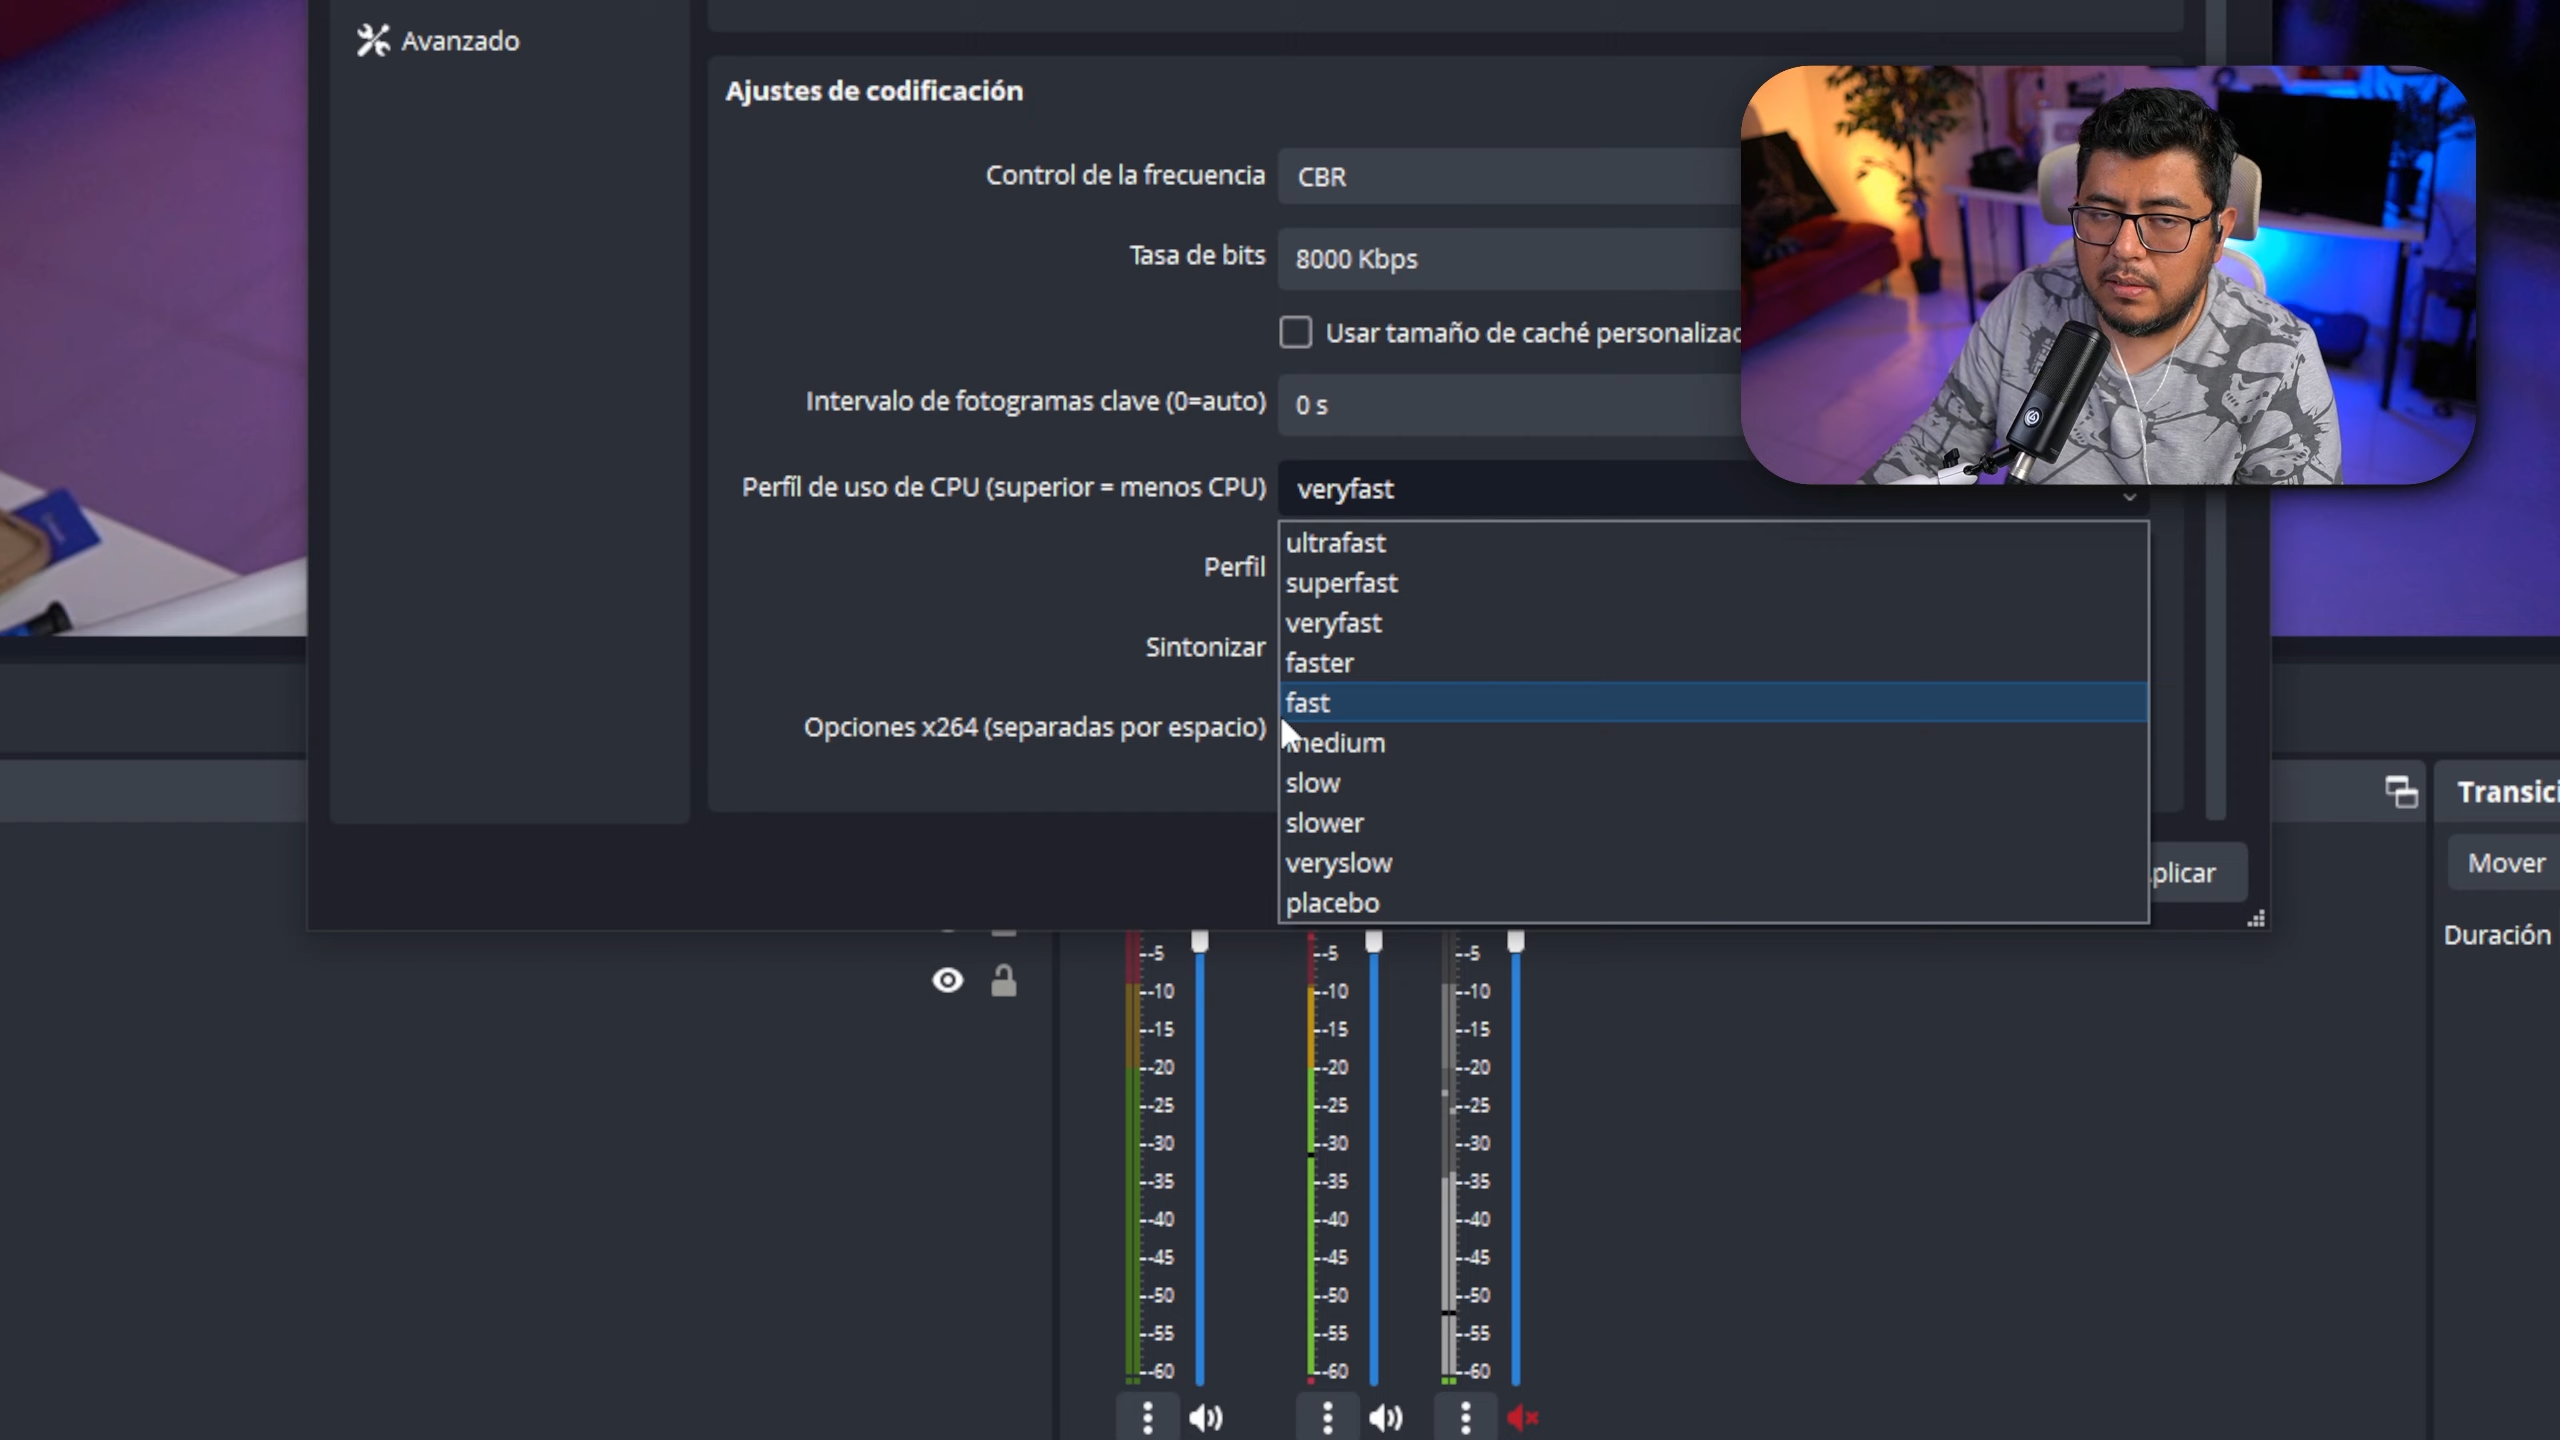 Avanzado
Ajustes de codificación
Control de la frecuencia
CBR
Tasa de bits
8000 Kbps
Usar tamaño de caché
Intervalo de fotogramas clave (0=auto)
0 s
Perfil de uso de CPU (superior = menos CPU)
veryfast
ultrafast
superfast
veryfast
faster
fast
medium
slow
slower
veryslow
placebo
Perfil
Sintonizar
Opciones x264 (separadas por espacio)
Mover
Duración
-5
-10
-15
-20
-25
-30
-35
-40
-45
-50
-55
-60
-5
-10
-15
-20
-25
-30
-35
-40
-45
-50
-55
-60
-5
-10
-15
-20
-25
-30
-35
-40
-45
-50
-55
-60